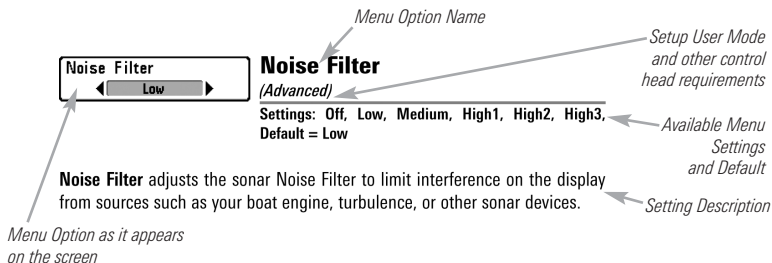 Menu Option Name
Setup User Mode
and other control
head requirements
Noise Filter
Low
Noise Filter
(Advanced)
Settings: Off, Low, Medium, High1, High2, High3,
Default = Low
Available Menu
Settings
and Default
Noise Filter adjusts the sonar Noise Filter to limit interference on the display
from sources such as your boat engine, turbulence, or other sonar devices.
Setting Description
Menu Option as it appears
on the screen